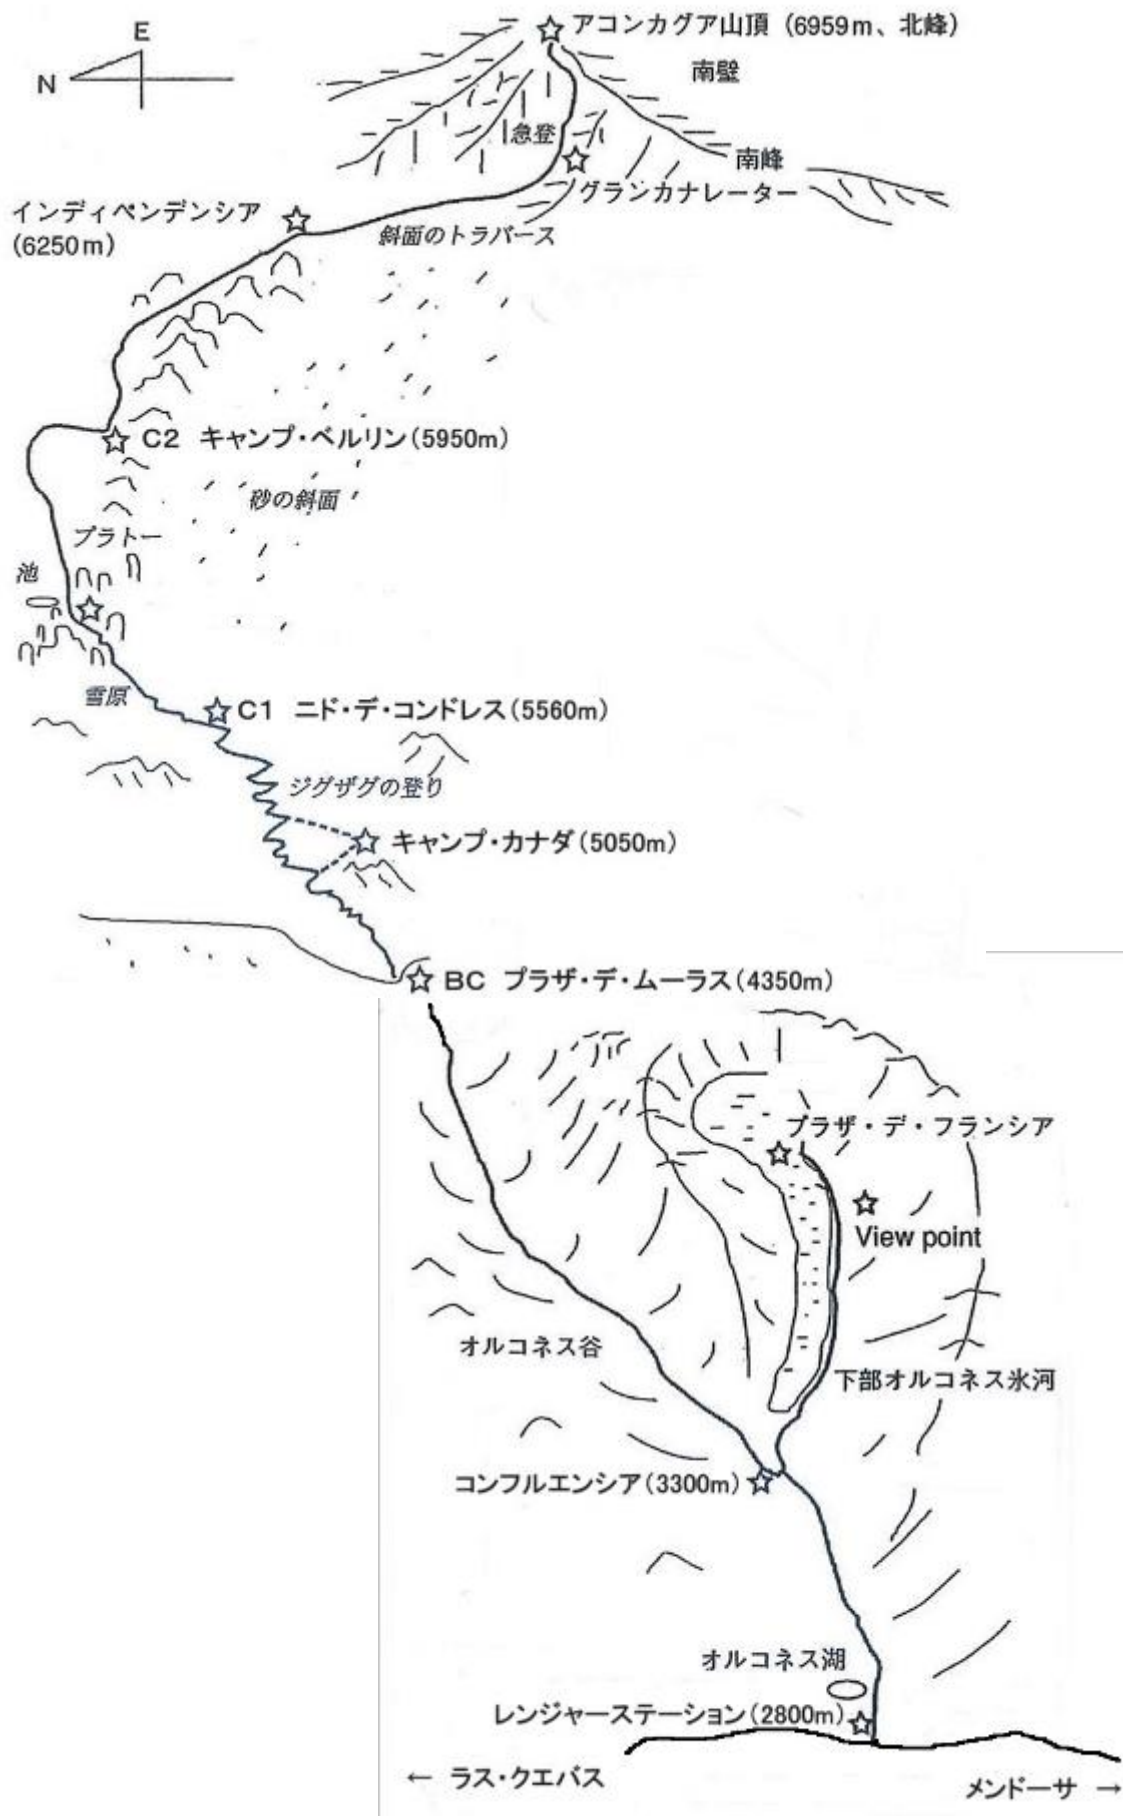 アコンカグア山頂 (6959m、北峰)
E
N
南壁
急登
南峰
グランカナレーター
インディペンデンシア
(6250m)
斜面のトラバース
C2 キャンプ・ベルリン(5950m)
砂の斜面
プラトー
池
雪原
C1 ニド・デ・コンドレス(5560m)
ジグザグの登り
キャンプ・カナダ(5050m)
BC プラザ・デ・ムーラス(4350m)
プラザ・デ・フランシア
View point
オルコネス谷
下部オルコネス氷河
コンフルエンシア(3300m)
オルコネス湖
レンジャーステーション(2800m)
← ラス・クエバス
メンドーサ →